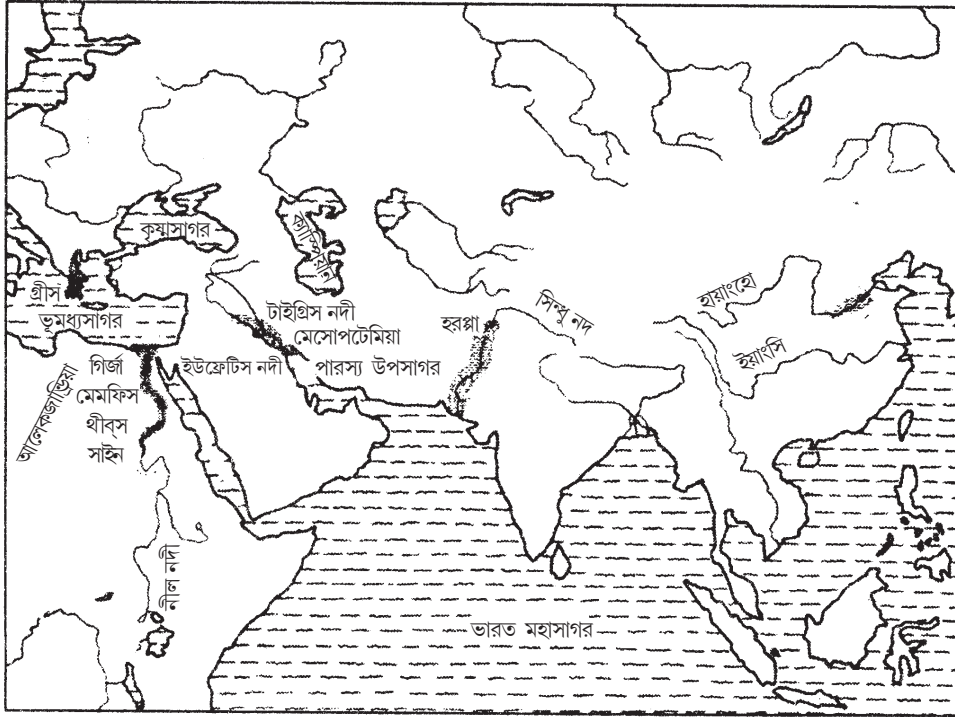 কৃষ্ণসাগর
কাস্পিয়ান
গ্রীস
ভূমধ্যসাগর
টাইগ্রিস নদী
মেসোপটেমিয়া
হরপ্পা
সিন্ধু নদ
হোয়াংহো
ইয়াংসি
গির্জা
ইউফ্রেটিস নদী
পারস্য উপসাগর
আলেকজান্ড্রিয়া
মেমফিস
থীব্‌স
সাইন
নীল নদী
ভারত মহাসাগর